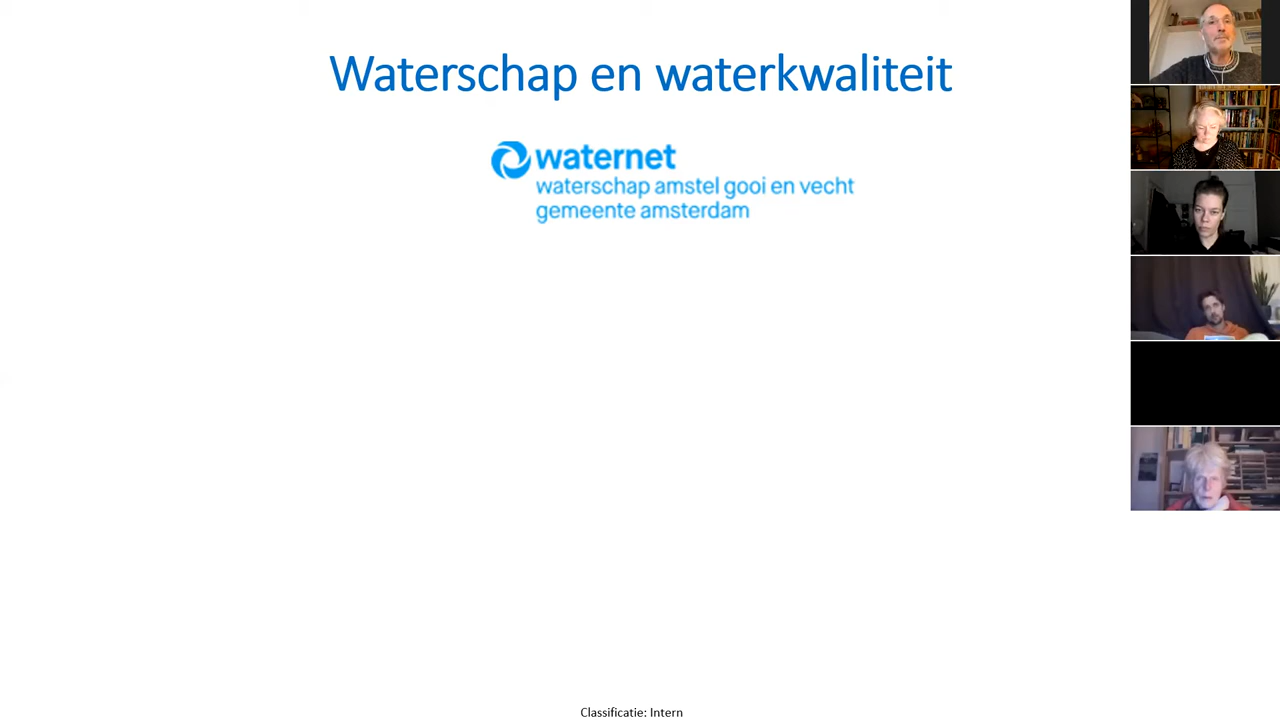 Waterschap en waterkwaliteit
waternet
waterschap amstel gooi en vecht
gemeente amsterdam
Classificatie: Intern